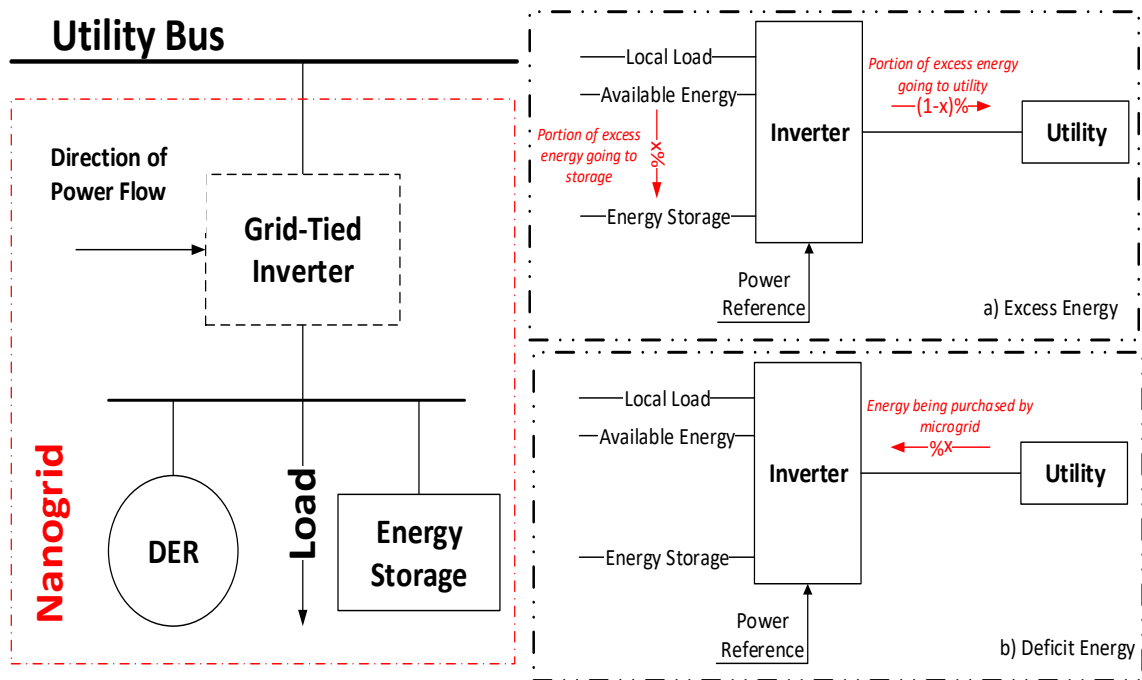 Utility Bus
Direction of
Power Flow
Grid-Tied
Inverter
Nanogrid
DER
Load
Energy
Storage
Local Load
Available Energy
Portion of excess
energy going to
storage
x%
Energy Storage
Inverter
Portion of excess energy
going to utility
(1-x)%
Utility
Power
Reference
a) Excess Energy
Local Load
Available Energy
Energy Storage
Inverter
Energy being purchased by
microgrid
%x
Utility
Power
Reference
b) Deficit Energy